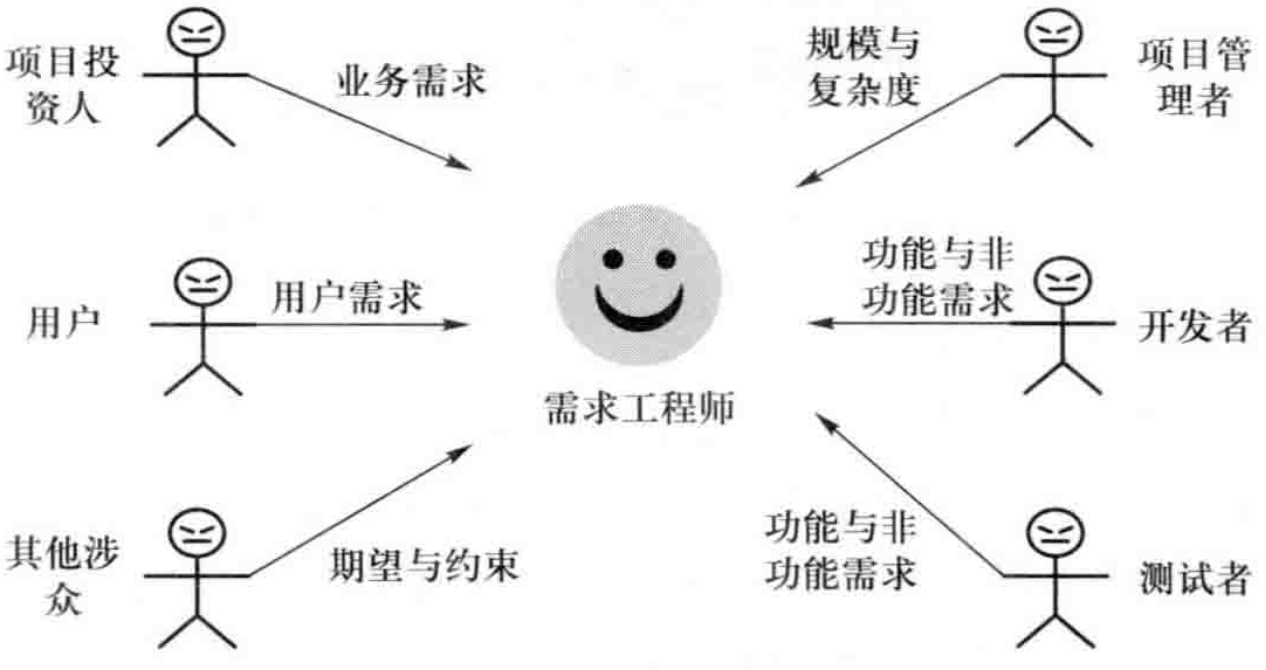 项目投
资人
业务需求
规模与
复杂度
项目管
理者
用户
用户需求
需求工程师
功能与非
功能需求
开发者
其他涉
众
期望与约束
功能与非
功能需求
测试者